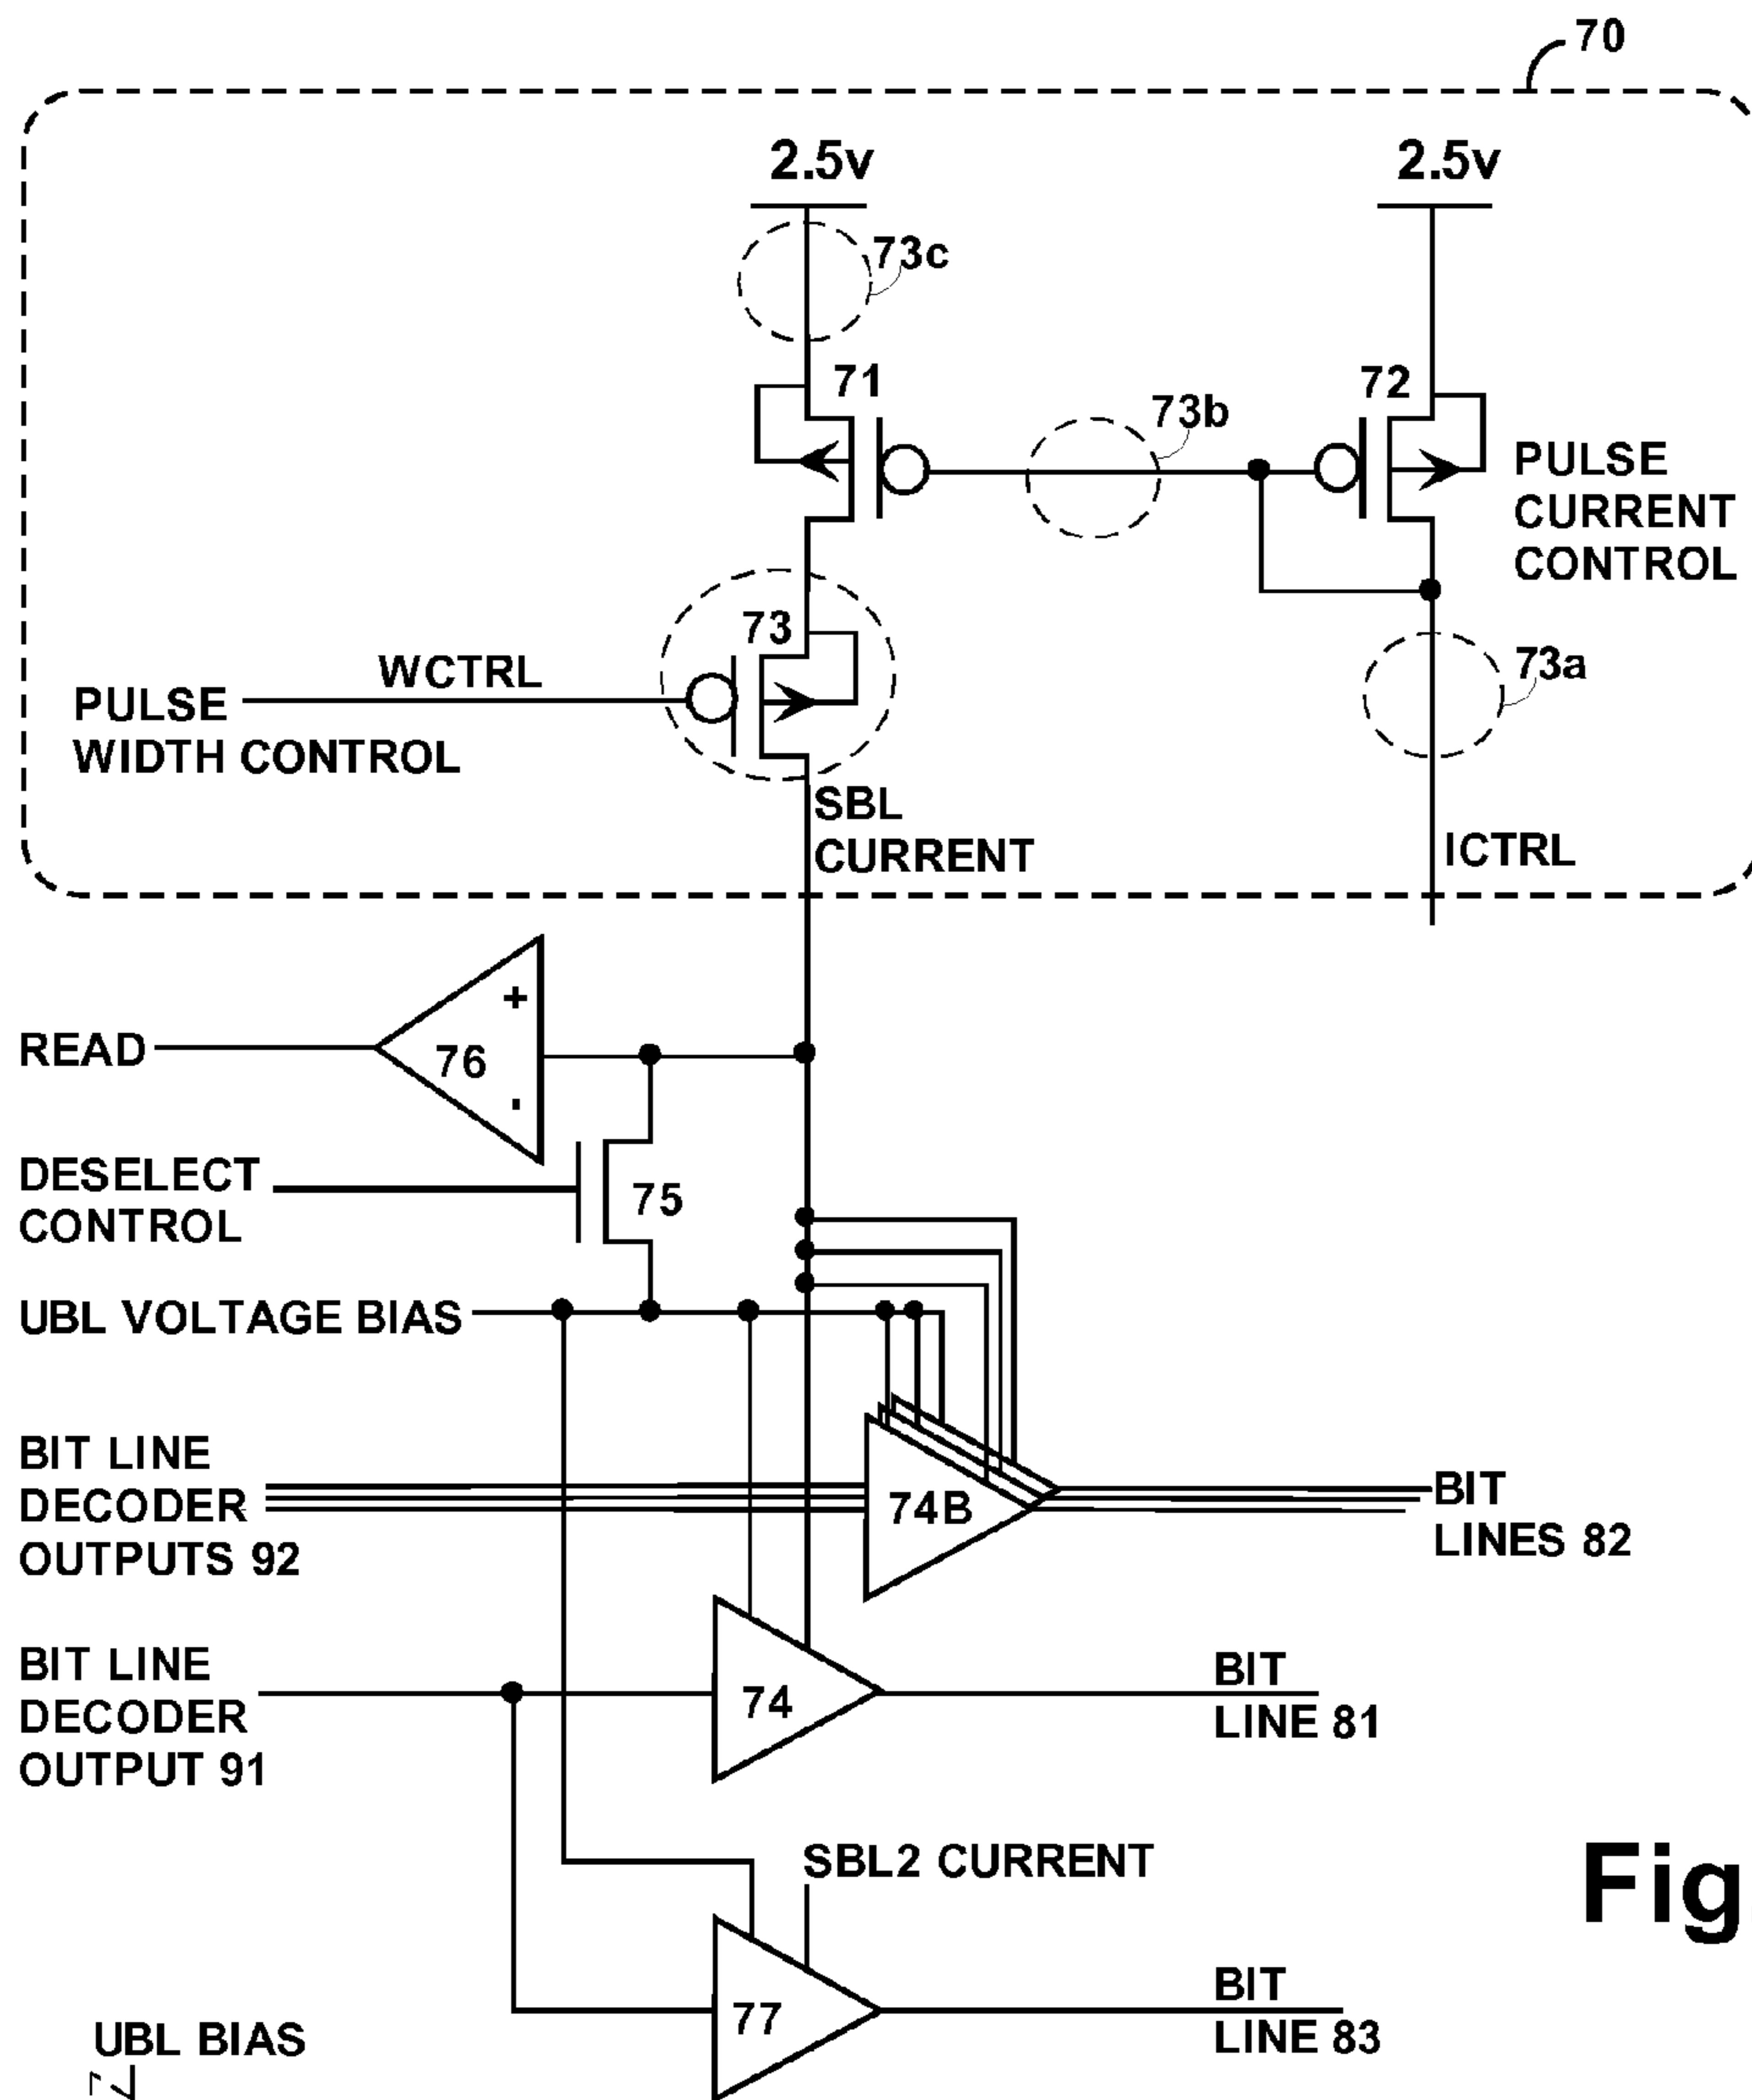 70
2.5v
2.5v
73c
71
72
73b
PULSE
CURRENT
CONTROL
73
73a
WCTRL
PULSE
WIDTH CONTROL
SBL
CURRENT
ICTRL
+
READ
76
-
DESELECT
CONTROL
75
UBL VOLTAGE BIAS
BIT LINE
DECODER
OUTPUTS 92
74B
BIT
LINES 82
BIT LINE
DECODER
OUTPUT 91
74
BIT
LINE 81
SBL2 CURRENT
Fig.
77
BIT
LINE 83
UBL BIAS